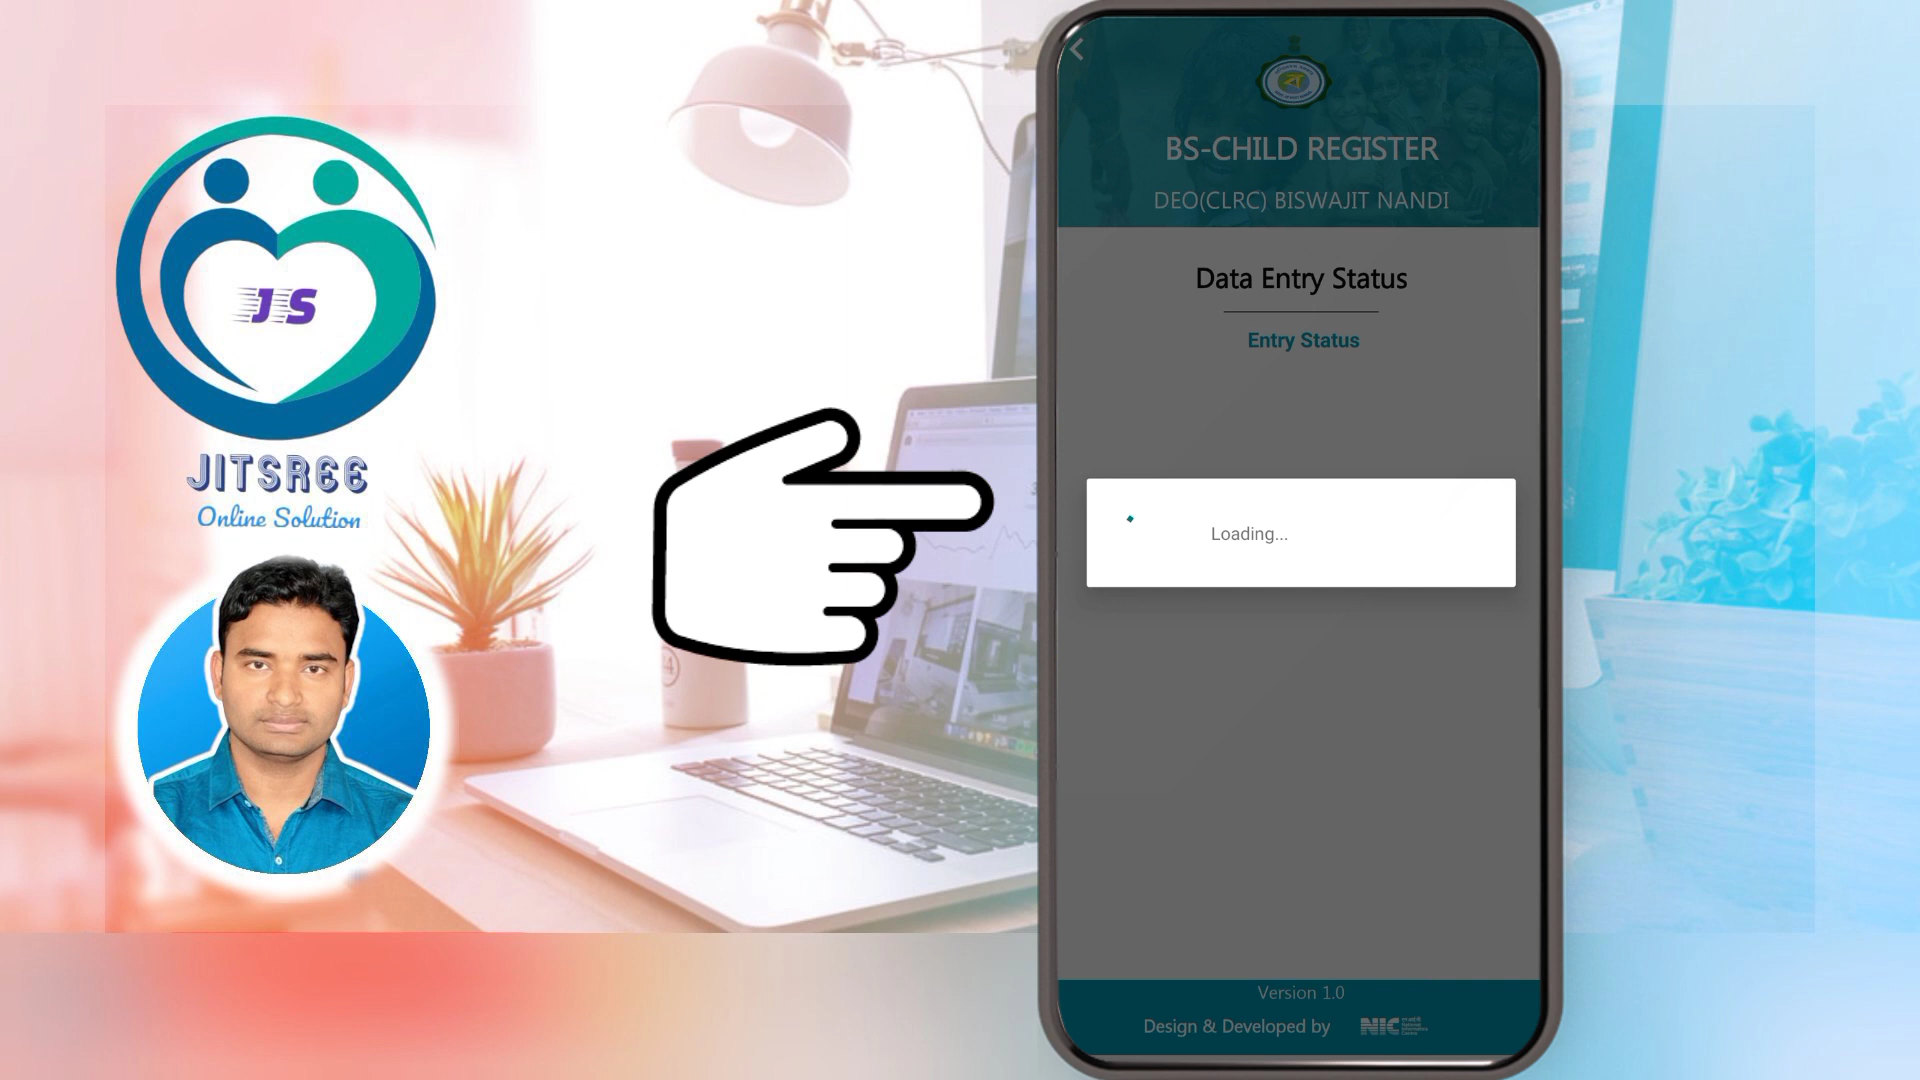 JS
JITSREE
Online Solution
BS-CHILD REGISTER
DEO(CLRC) BISWAJIT NANDI
Data Entry Status
Entry Status
Loading...
Version 1.0
Design & Developed by
NIC